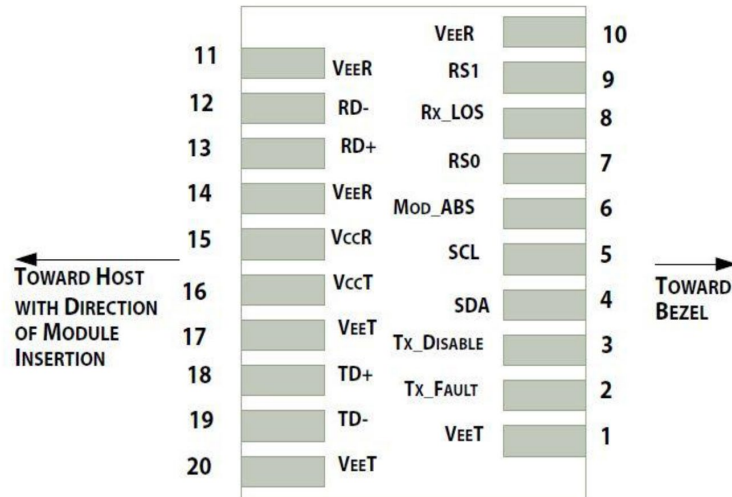 11 VEER
12 RD-
13 RD+
14 VEER
15 VCCR
16 VCCT
17 VEET
18 TD+
19 TD-
20 VEET
VEER 10
RS1 9
RX_LOS 8
RS0 7
MOD_ABS 6
SCL 5
SDA 4
TX_DISABLE 3
TX_FAULT 2
VEET 1
TOWARD HOST
WITH DIRECTION
OF MODULE
INSERTION
TOWARD
BEZEL